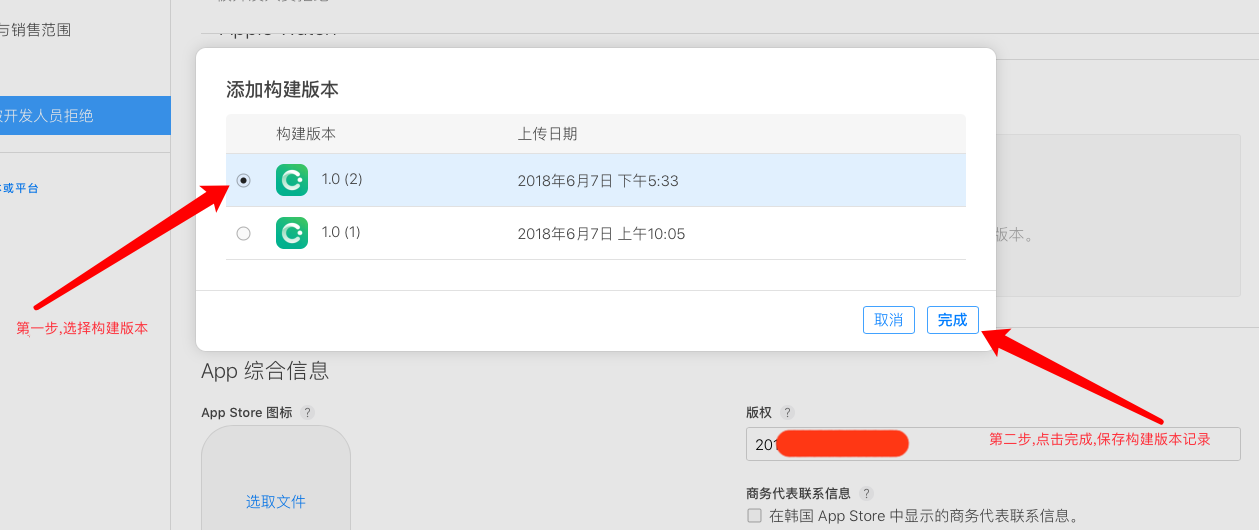 与销售范围
Apple Watch
添加构建版本
构建版本 上传日期
开发人员拒绝
1.0 (2) 2018年6月7日 下午5:33
或平台
1.0 (1) 2018年6月7日 上午10:05
版本。
第一步,选择构建版本
取消 完成
App 综合信息
App Store 图标 ?
版权 ?
201
第二步,点击完成,保存构建版本记录
选取文件
商务代表联系信息 ?
在韩国 App Store 中显示的商务代表联系信息。